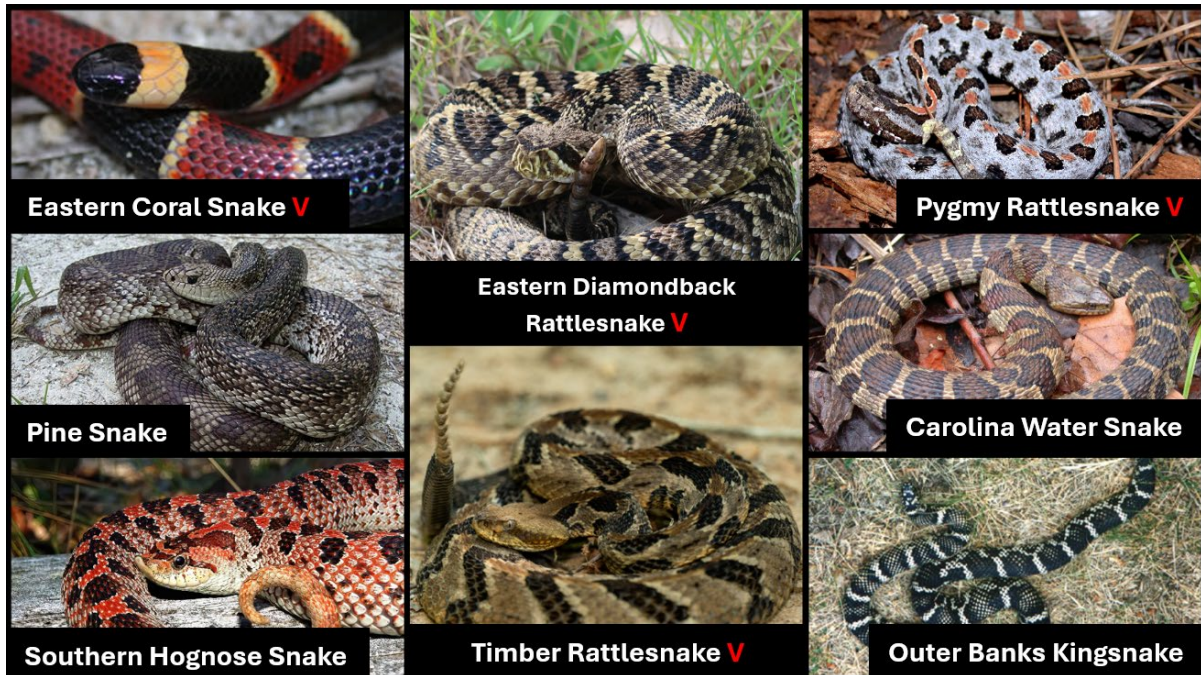 Eastern Coral Snake V
Eastern Diamondback
Rattlesnake V
Pygmy Rattlesnake V
Pine Snake
Carolina Water Snake
Southern Hognose Snake
Timber Rattlesnake V
Outer Banks Kingsnake